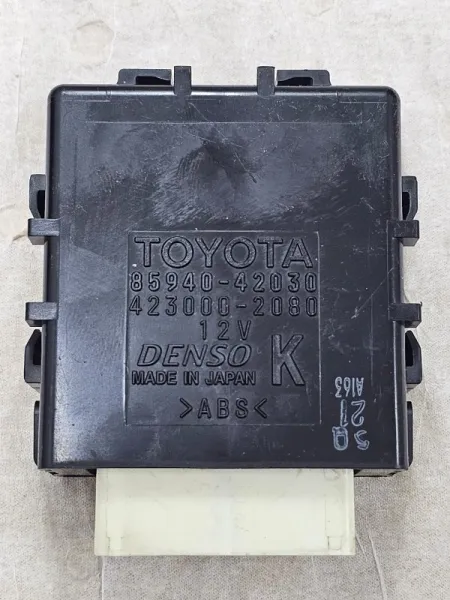 TOYOTA
85940-42030
423000-2080
12V
DENSO K
MADE IN JAPAN
>ABS<
21
A163